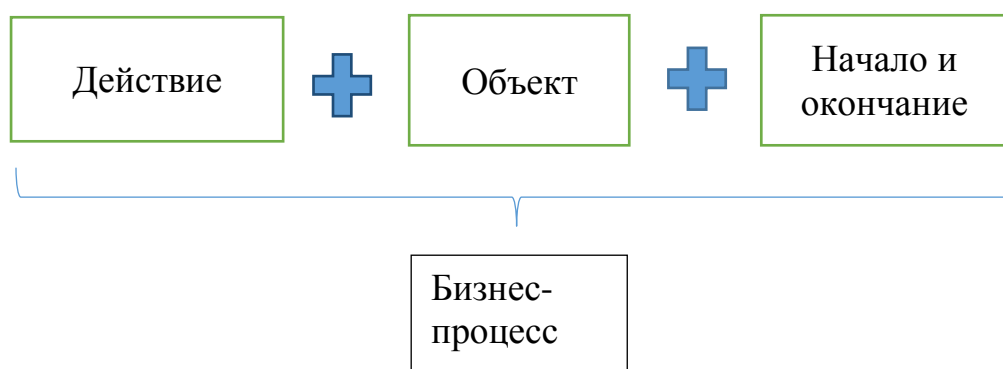 Действие
Объект
Начало и
окончание
Бизнес-
процесс